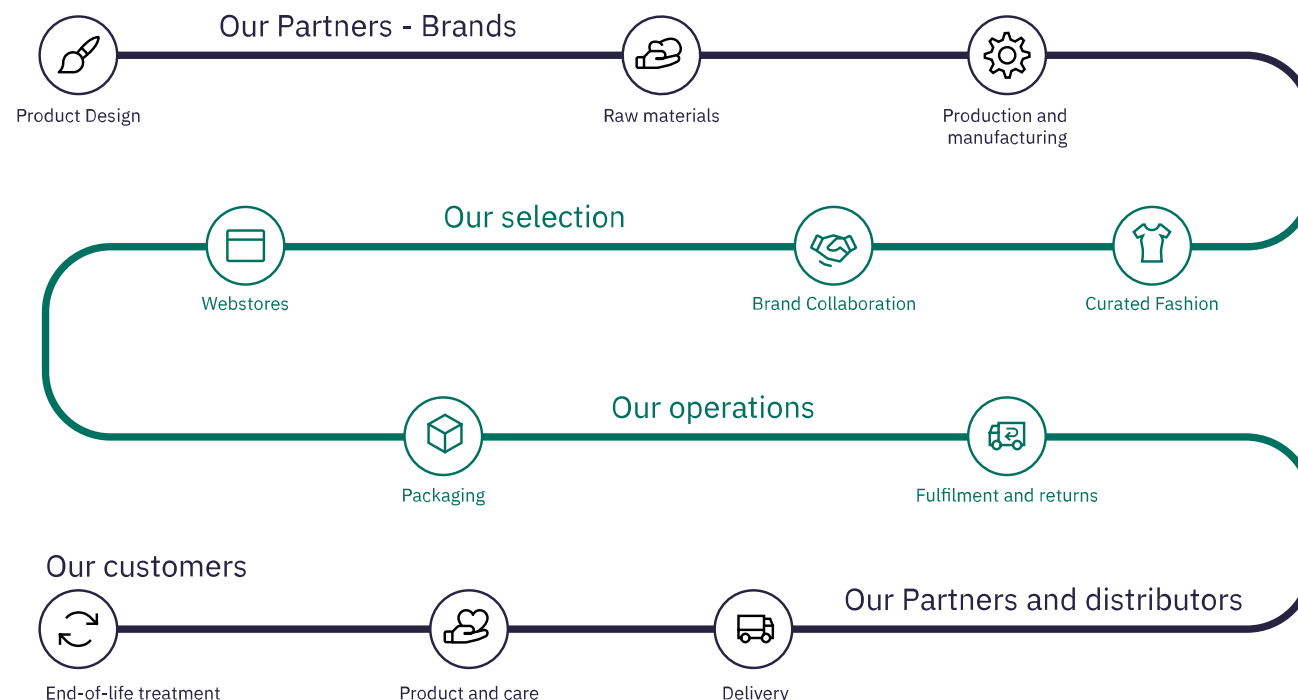 Our Partners - Brands
Product Design
Raw materials
Production and
manufacturing
Our selection
Webstores
Brand Collaboration
Curated Fashion
Our operations
Packaging
Fulfilment and returns
Our customers
Our Partners and distributors
End-of-life treatment
Product and care
Delivery